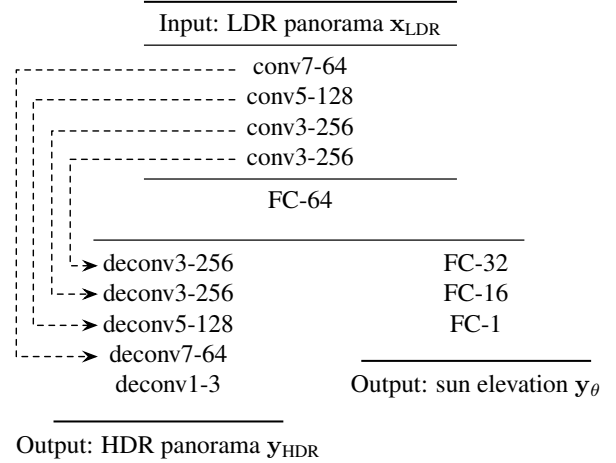 Input: LDR panorama x_LDR
conv7-64
conv5-128
conv3-256
conv3-256
FC-64
deconv3-256 FC-32
deconv3-256 FC-16
deconv5-128 FC-1
deconv7-64
deconv1-3 Output: sun elevation y_θ
Output: HDR panorama y_HDR